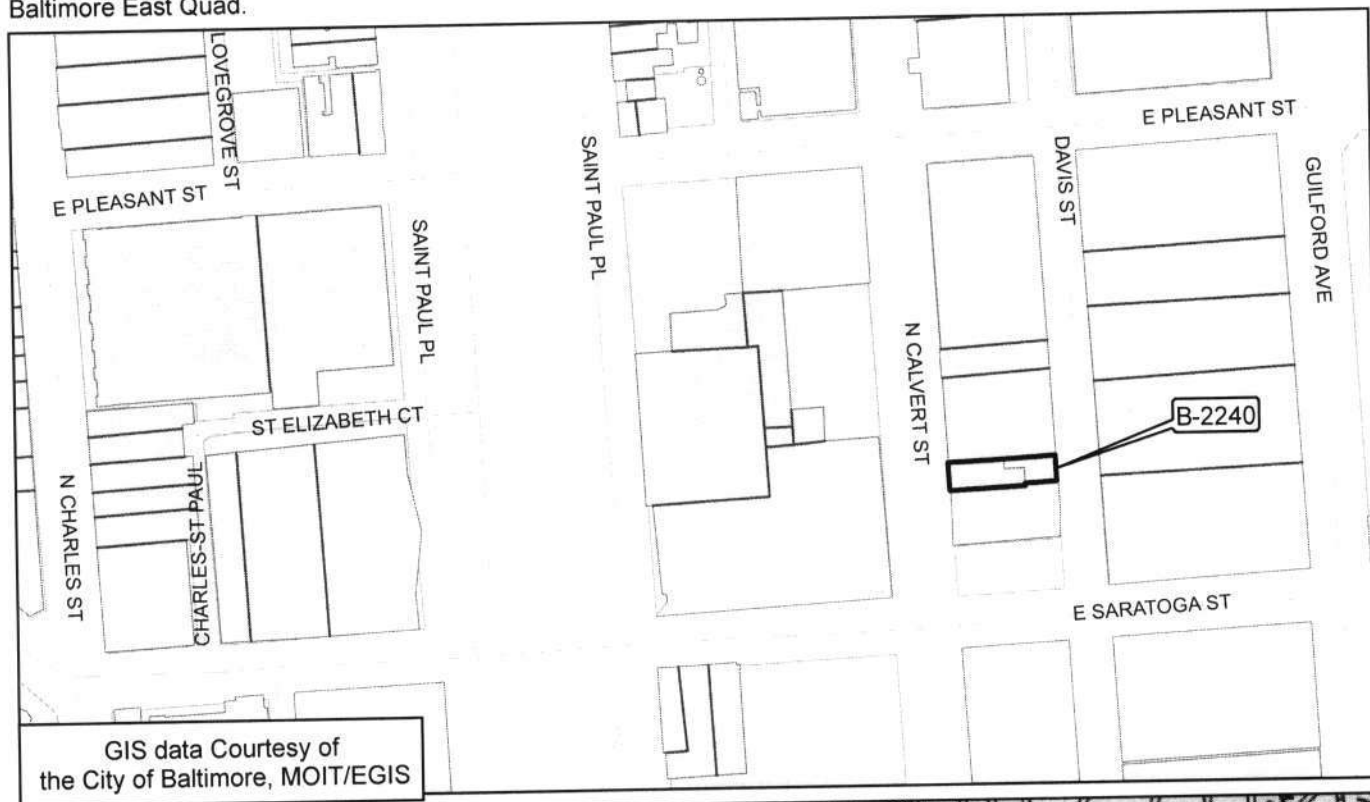 Baltimore East Quad.
LOVEGROVE ST
E PLEASANT ST
E PLEASANT ST
SAINT PAUL PL
SAINT PAUL PL
DAVIS ST
GUILFORD AVE
N CALVERT ST
B-2240
ST ELIZABETH CT
N CHARLES ST
CHARLES-ST PAUL
E SARATOGA ST
GIS data Courtesy of
the City of Baltimore, MOIT/EGIS